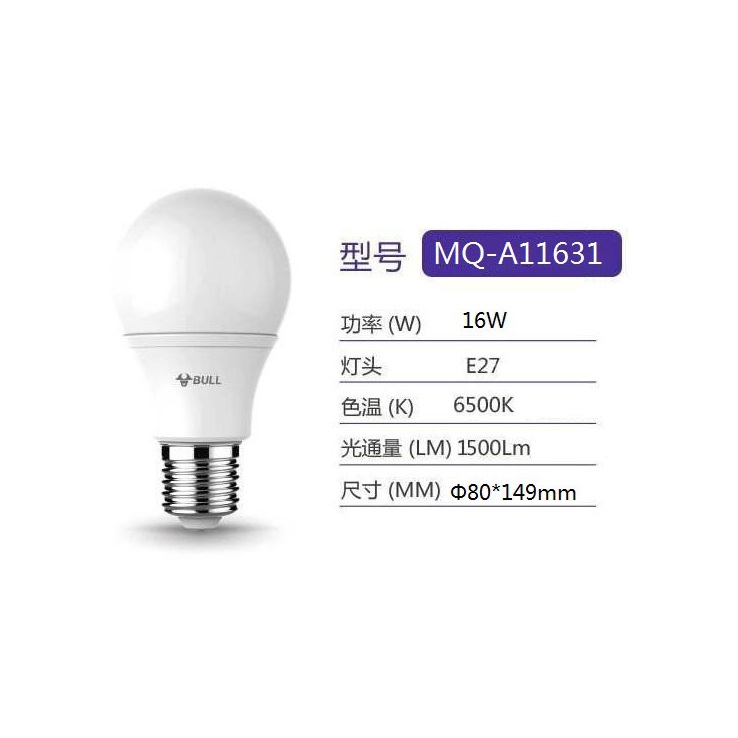 BULL
型号 MQ-A11631
功率 (W) 16W
灯头 E27
色温 (K) 6500K
光通量 (LM) 1500Lm
尺寸 (MM) Φ80*149mm